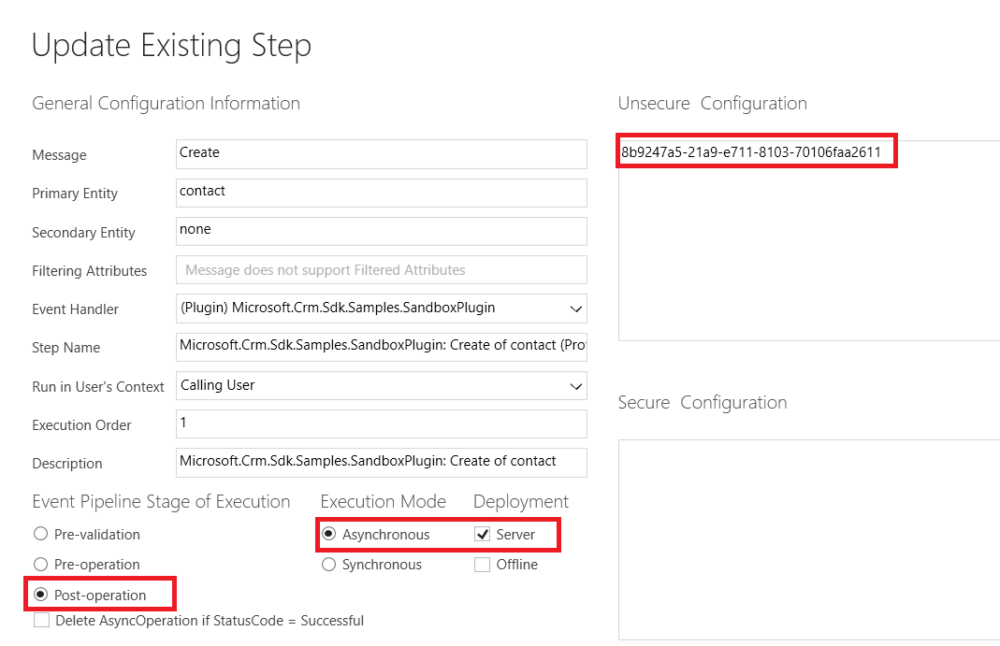 Update Existing Step
General Configuration Information
Message Create
Primary Entity contact
Secondary Entity none
Filtering Attributes Message does not support Filtered Attributes
Event Handler (Plugin) Microsoft.Crm.Sdk.Samples.SandboxPlugin
Step Name Microsoft.Crm.Sdk.Samples.SandboxPlugin: Create of contact (Pro
Run in User's Context Calling User
Execution Order 1
Description Microsoft.Crm.Sdk.Samples.SandboxPlugin: Create of contact
Event Pipeline Stage of Execution Execution Mode Deployment
Pre-validation Asynchronous Server
Pre-operation Synchronous Offline
Post-operation
Delete AsyncOperation if StatusCode = Successful
Unsecure Configuration
8b9247a5-21a9-e711-8103-70106faa2611
Secure Configuration